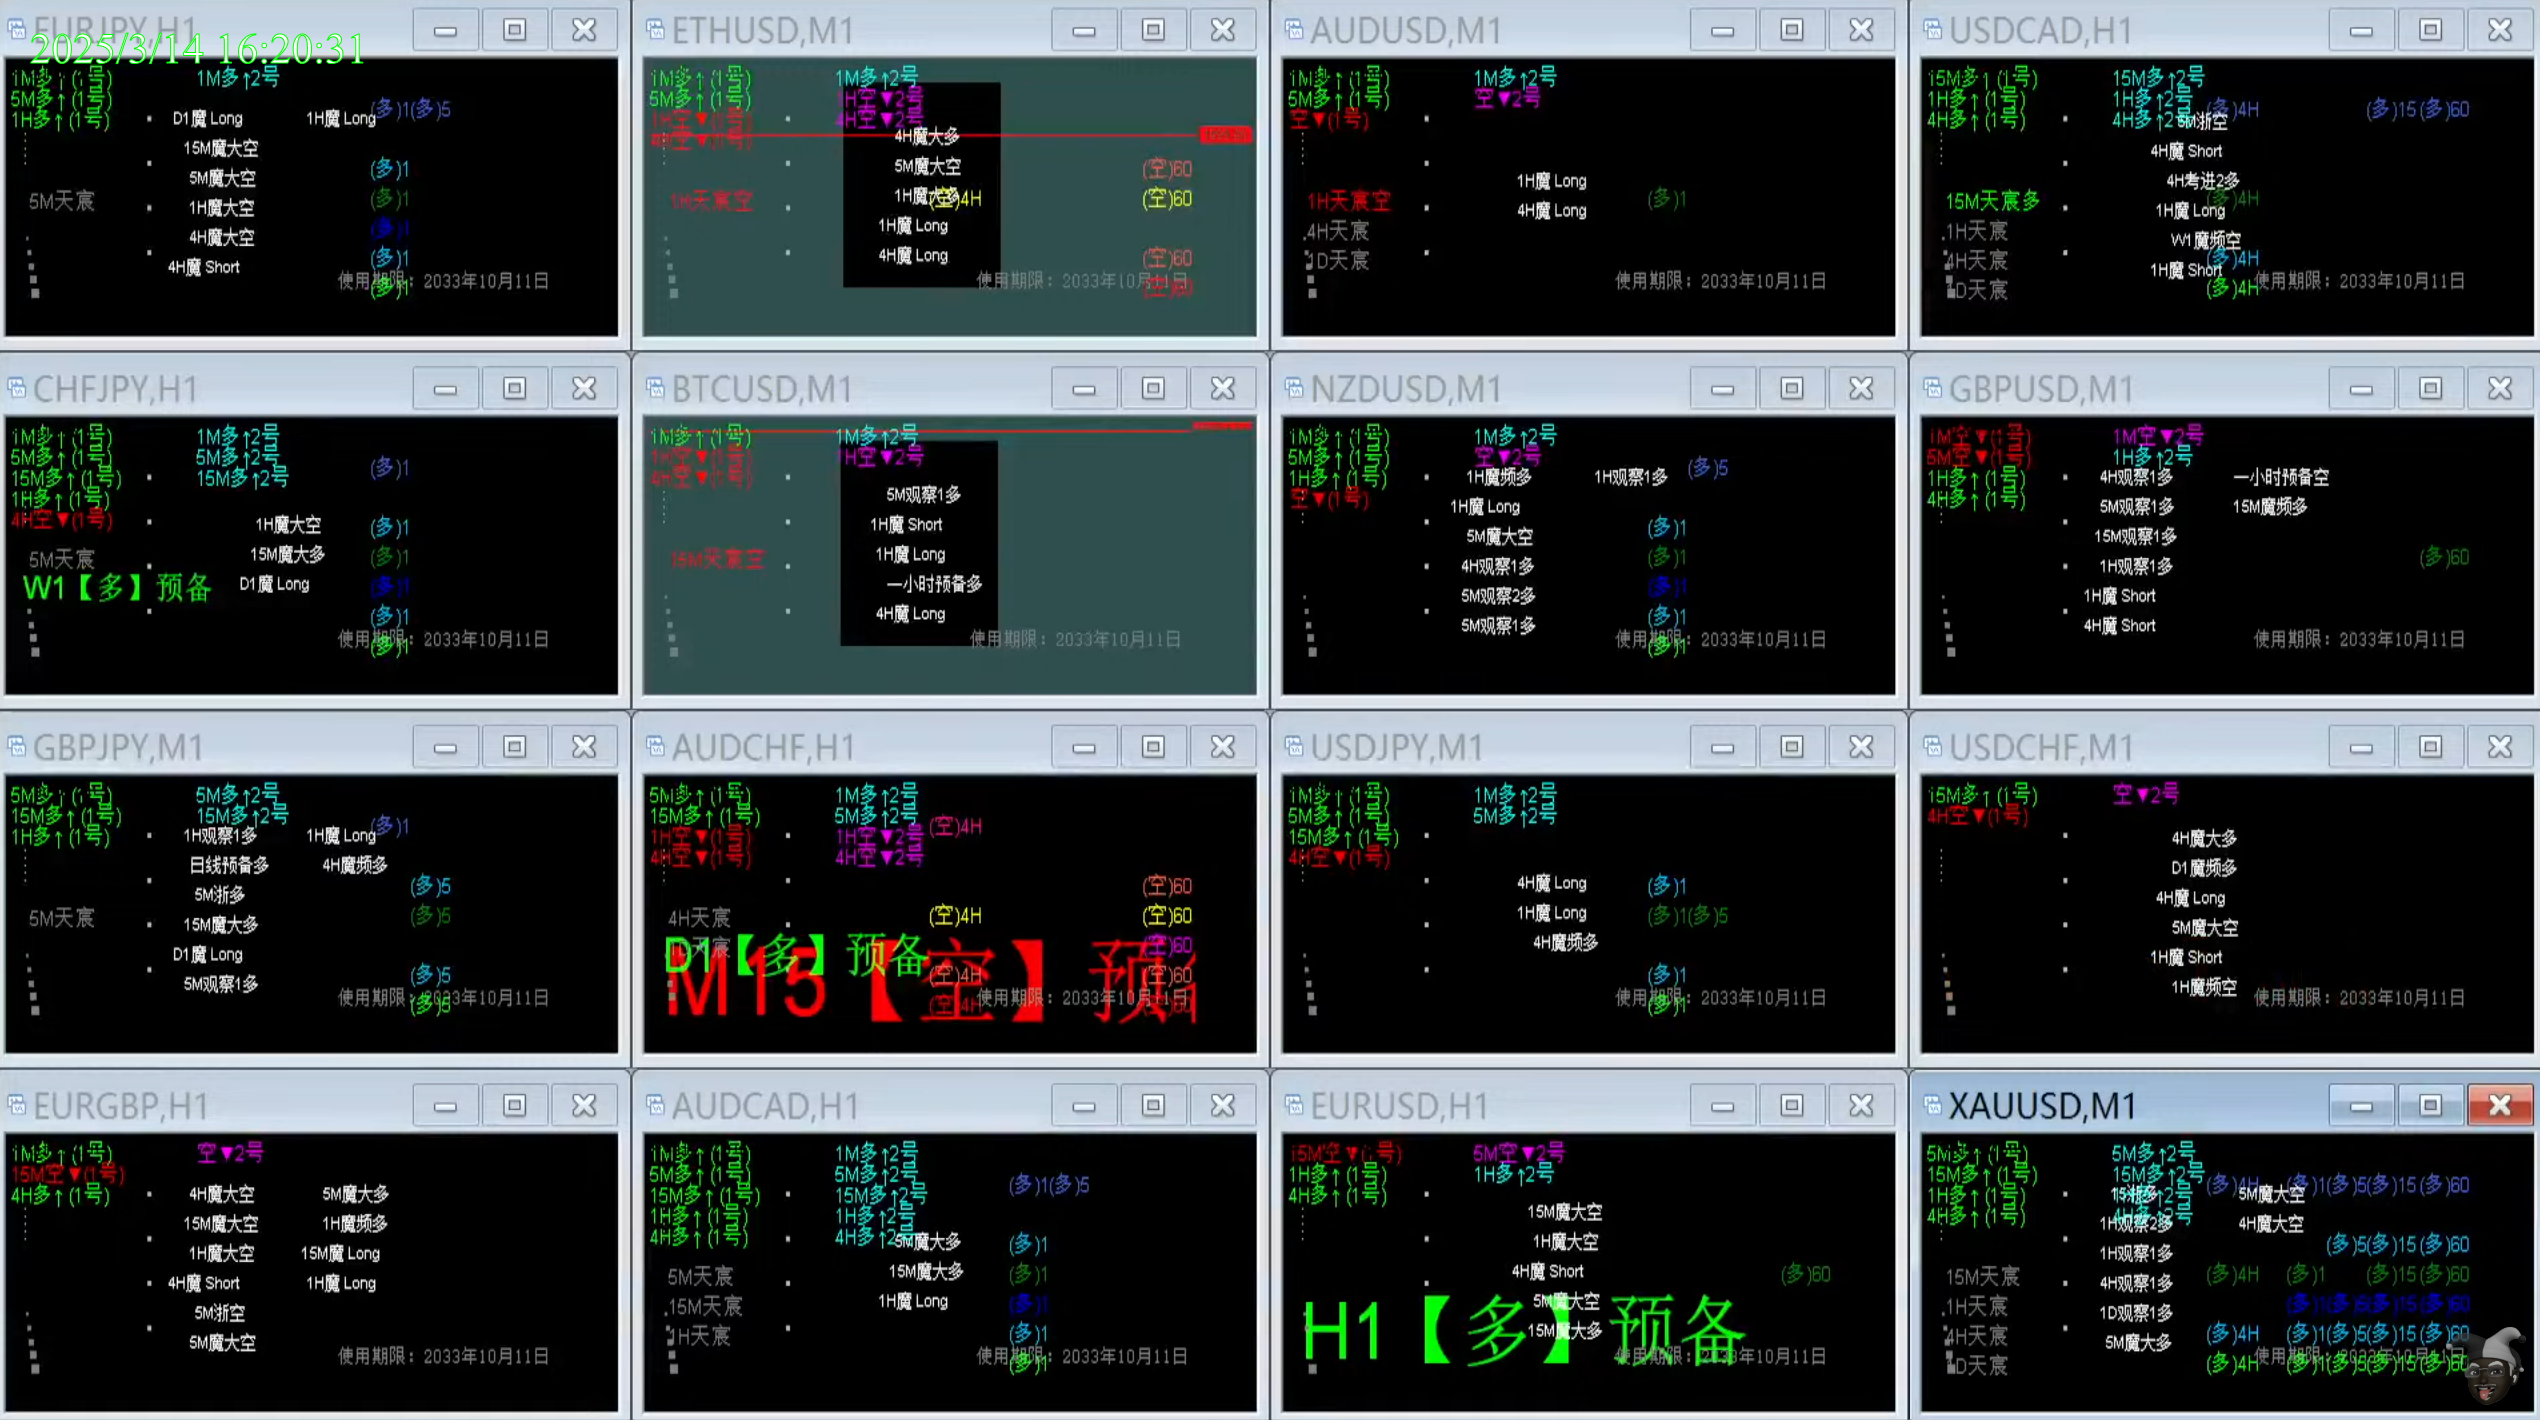 EURJPY,H1
2025/3/14 16:20:31
1M多↑(1号) 1M多↑2号
5M多↑(1号)
1H多↑(1号)
D1魔 Long 1H魔 Long (多)1(多)5
15M魔大空
5M魔大空 (多)1
5M天宸 1H魔大空 (多)1
4H魔大空 (多)1
4H魔 Short (多)1
使用期限：2033年10月11日
(多)1
ETHUSD,M1
1M多↑(1号) 1M多↑2号
5M多↑(1号) 1H空▼2号
1H空▼(1号) 4H空▼2号
4H空▼(1号)
4H魔大多
5M魔大空 (空)60
1H天宸空 1H魔大多 (空)4H (空)60
1H魔 Long
4H魔 Long (空)60
使用期限：2033年10月11日
(空)60
AUDUSD,M1
1M多↑(1号) 1M多↑2号
5M多↑(1号) 空▼2号
空▼(1号)
1H魔 Long
1H天宸空 4H魔 Long (多)1
4H天宸
1D天宸
使用期限：2033年10月11日
USDCAD,H1
15M多↑(1号) 15M多↑2号
1H多↑(1号) 1H多↑2号 (多)4H (多)15(多)60
4H多↑(1号) 4H多↑2号 5M浙空
4H魔 Short
4H考进2多
15M天宸多 1H魔 Long (多)4H
1H天宸 W1魔频空
4H天宸 1H魔 Short (多)4H
1D天宸 (多)4H
使用期限：2033年10月11日
CHFJPY,H1
1M多↑(1号) 1M多↑2号
5M多↑(1号) 5M多↑2号
15M多↑(1号) 15M多↑2号 (多)1
1H多↑(1号)
4H空▼(1号) 1H魔大空 (多)1
5M天宸 15M魔大多 (多)1
W1【多】预备 D1魔 Long (多)1
(多)1
使用期限：2033年10月11日
(多)1
BTCUSD,M1
1M多↑(1号) 1M多↑2号
1H空▼(1号) 1H空▼2号
4H空▼(1号)
5M观察1多
1H魔 Short
15M天宸空 1H魔 Long
一小时预备多
4H魔 Long
使用期限：2033年10月11日
NZDUSD,M1
1M多↑(1号) 1M多↑2号
5M多↑(1号) 空▼2号
1H多↑(1号) 1H魔频多 1H观察1多 (多)5
空▼(1号) 1H魔 Long
5M魔大空 (多)1
4H观察1多 (多)1
5M观察2多 (多)1
5M观察1多 (多)1
使用期限：2033年10月11日
(多)1
GBPUSD,M1
1M空▼(1号) 1M空▼2号
5M空▼(1号) 1H多↑2号
1H多↑(1号) 4H观察1多 一小时预备空
4H多↑(1号) 5M观察1多 15M魔频多
15M观察1多
1H观察1多 (多)60
1H魔 Short
4H魔 Short
使用期限：2033年10月11日
GBPJPY,M1
5M多↑(1号) 5M多↑2号
15M多↑(1号) 15M多↑2号
1H多↑(1号) 1H观察1多 1H魔 Long (多)1
日线预备多 4H魔频多
5M浙多 (多)5
5M天宸 15M魔大多 (多)5
D1魔 Long
5M观察1多 (多)5
使用期限：2033年10月11日
(多)5
AUDCHF,H1
5M多↑(1号) 1M多↑2号
15M多↑(1号) 5M多↑2号
1H空▼(1号) 1H空▼2号 (空)4H
4H空▼(1号) 4H空▼2号
(空)60
4H天宸 (空)4H (空)60
1D天宸 (空)60
D1【多】预备
(空)4H (空)60
M15【空】预
(空)4H
使用期限：2033年10月11日
USDJPY,M1
1M多↑(1号) 1M多↑2号
5M多↑(1号) 5M多↑2号
15M多↑(1号)
4H空▼(1号)
4H魔 Long (多)1
1H魔 Long (多)1(多)5
4H魔频多
(多)1
使用期限：2033年10月11日
(多)1
USDCHF,M1
15M多↑(1号) 空▼2号
4H空▼(1号)
4H魔大多
D1魔频多
4H魔 Long
5M魔大空
1H魔 Short
1H魔频空
使用期限：2033年10月11日
EURGBP,H1
1M多↑(1号) 空▼2号
15M空▼(1号)
4H多↑(1号) 4H魔大空 5M魔大多
15M魔大空 1H魔频多
1H魔大空 15M魔 Long
4H魔 Short 1H魔 Long
5M浙空
5M魔大空
使用期限：2033年10月11日
AUDCAD,H1
1M多↑(1号) 1M多↑2号
5M多↑(1号) 5M多↑2号
15M多↑(1号) 15M多↑2号 (多)1(多)5
1H多↑(1号) 1H多↑2号
4H多↑(1号) 4H多↑2号 5M魔大多 (多)1
5M天宸 15M魔大多 (多)1
15M天宸 1H魔 Long (多)1
1H天宸 (多)1
使用期限：2033年10月11日
(多)1
EURUSD,H1
15M空▼(1号) 5M空▼2号
1H多↑(1号) 1H多↑2号
4H多↑(1号)
15M魔大空
1H魔大空
4H魔 Short (多)60
5M魔大空
H1【多】预备
15M魔大多
使用期限：2033年10月11日
XAUUSD,M1
5M多↑(1号) 5M多↑2号
15M多↑(1号) 15M多↑2号
1H多↑(1号) 1H多↑2号 5M魔大空 (多)4H (多)1(多)5(多)15(多)60
4H多↑(1号) 4H多↑2号 1H观察2多 4H魔大空
1H观察1多 (多)5(多)15(多)60
15M天宸 4H观察1多 (多)4H (多)1 (多)15(多)60
1H天宸 1D观察1多 (多)1(多)5(多)15(多)60
4H天宸 5M魔大多 (多)4H (多)1(多)5(多)15(多)60
1D天宸 (多)4H (多)1(多)5(多)15(多)60
使用期限：2033年10月11日